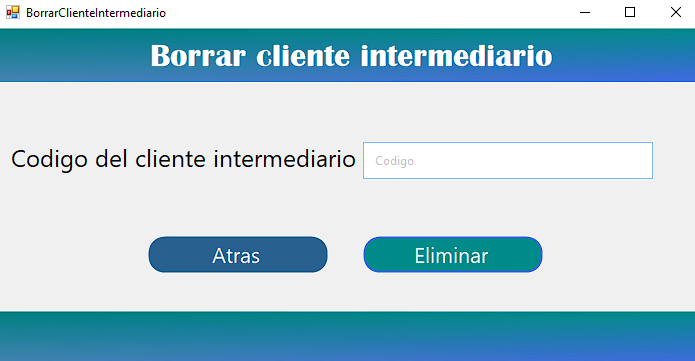 BorrarClienteIntermediario
Borrar cliente intermediario
Codigo del cliente intermediario
Codigo
Atras
Eliminar